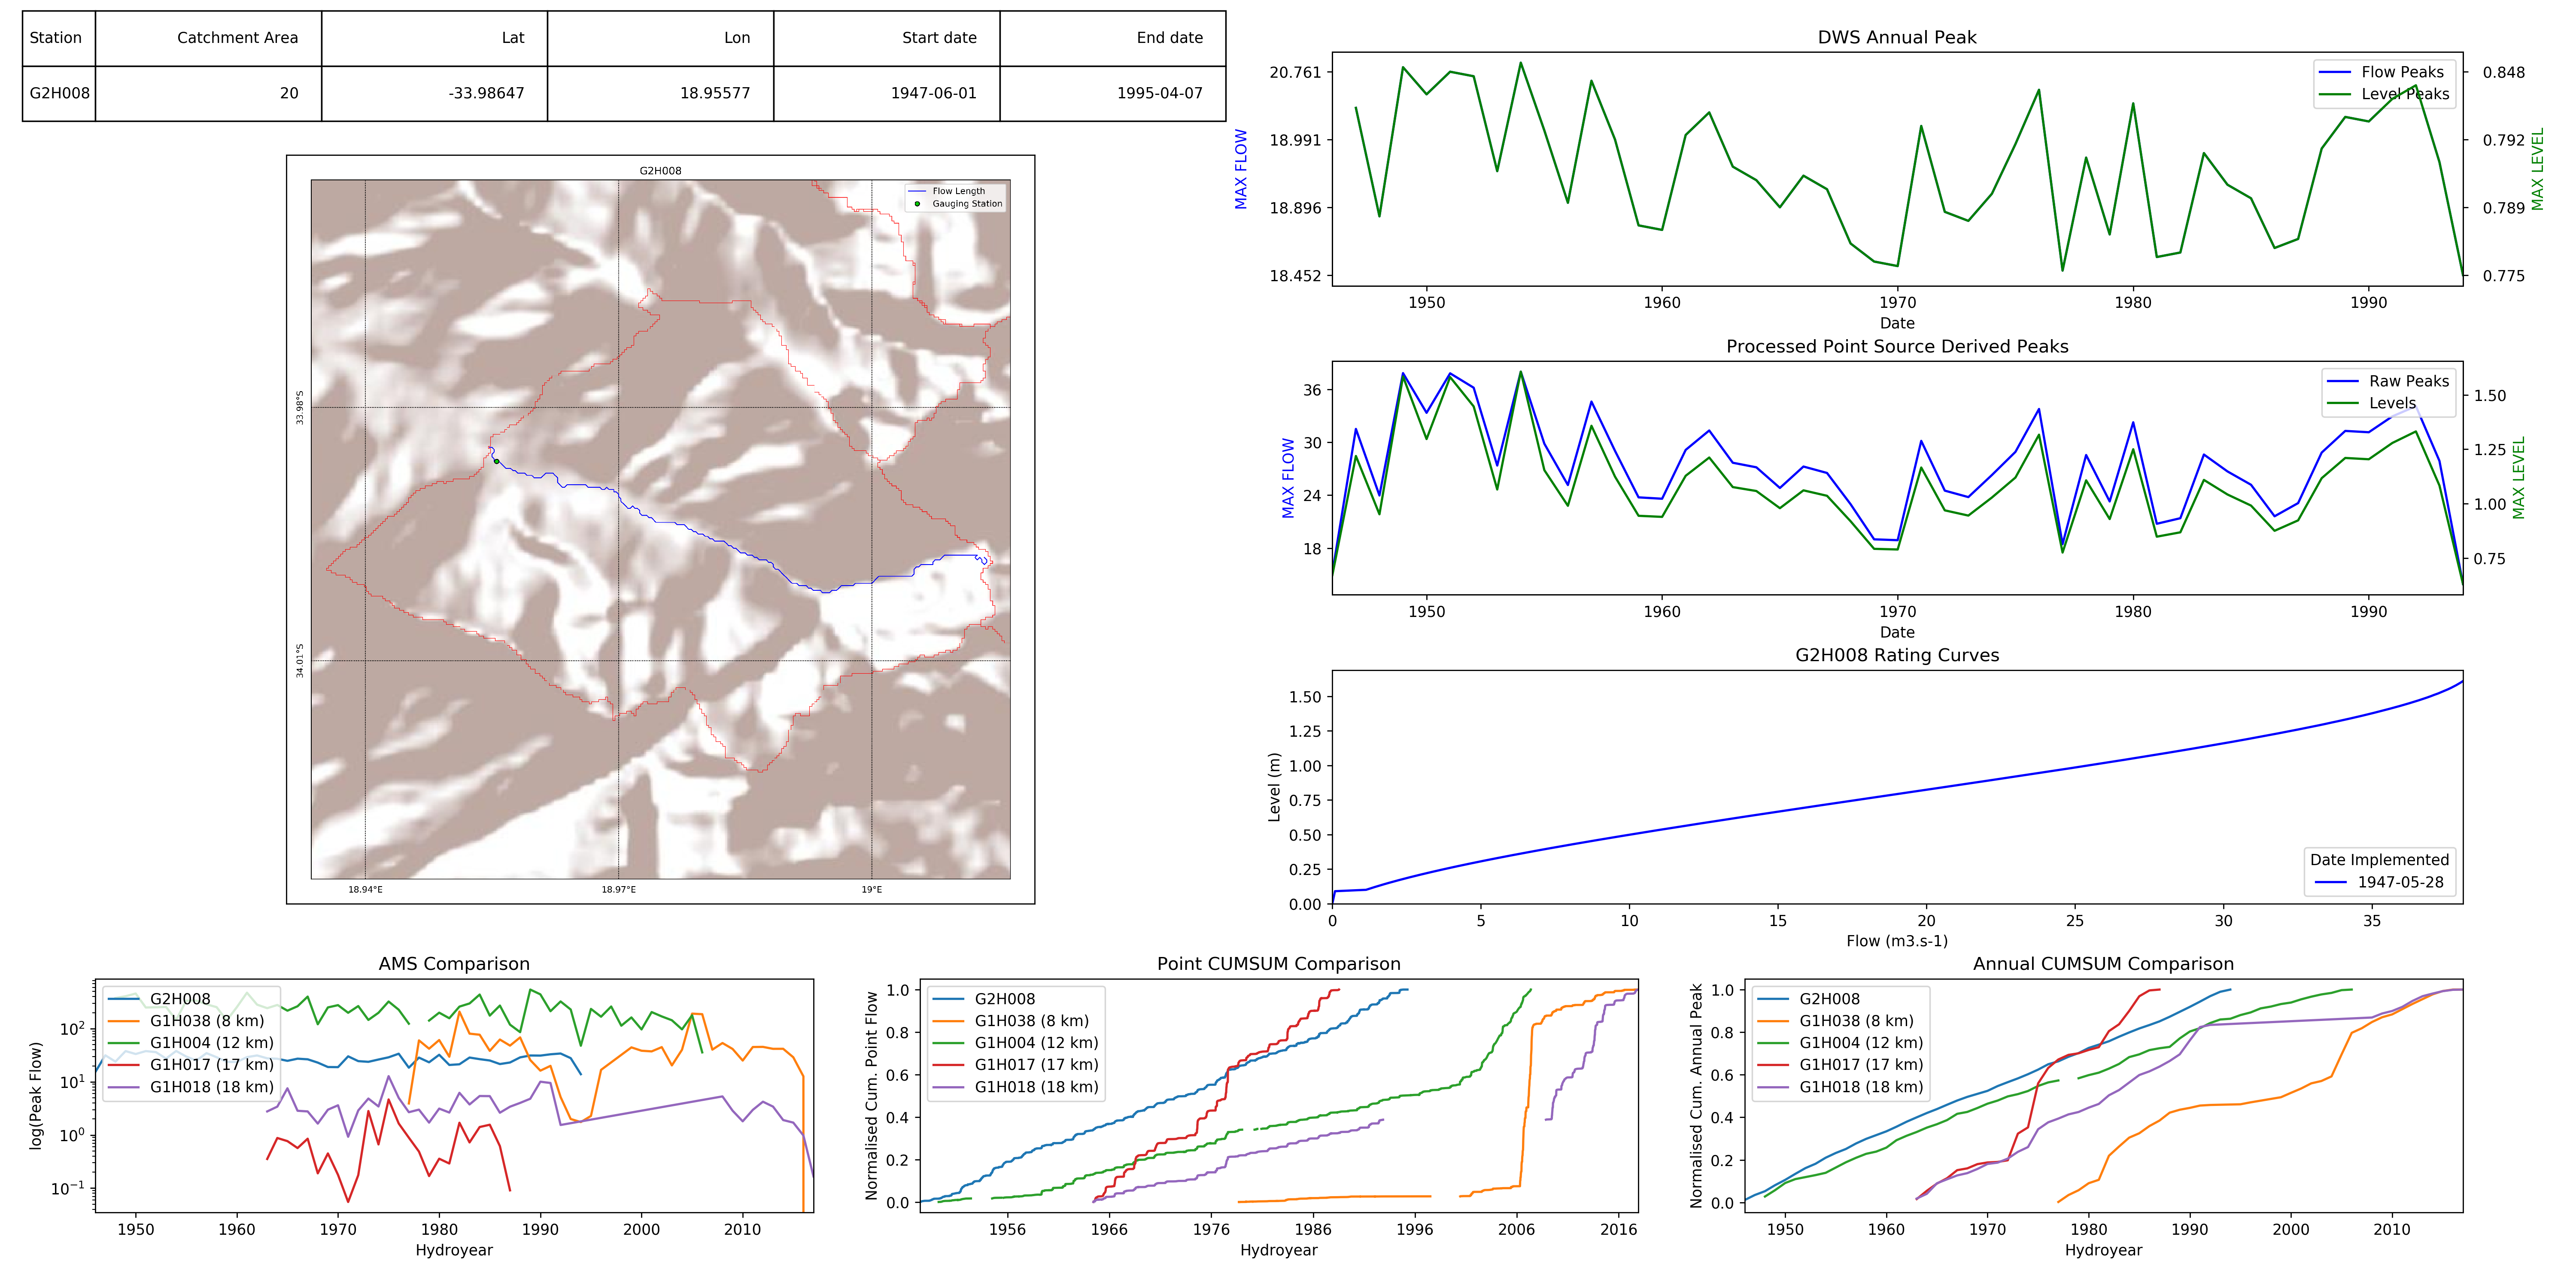 Station Catchment Area Lat Lon Start date End date
G2H008 20 -33.98647 18.95577 1947-06-01 1995-04-07
G2H008
Flow Length
Gauging Station
33.98°S
34.01°S
18.94°E 18.97°E 19°E
DWS Annual Peak
MAX FLOW
20.761
18.991
18.896
18.452
Flow Peaks
Level Peaks
0.848
0.792
0.789
0.775
MAX LEVEL
1950 1960 1970 1980 1990
Date
Processed Point Source Derived Peaks
MAX FLOW
36
30
24
18
Raw Peaks
Levels
1.50
1.25
1.00
0.75
MAX LEVEL
1950 1960 1970 1980 1990
Date
G2H008 Rating Curves
Level (m)
1.50
1.25
1.00
0.75
0.50
0.25
0.00
Date Implemented
1947-05-28
0 5 10 15 20 25 30 35
Flow (m3.s-1)
AMS Comparison
log(Peak Flow)
10²
10¹
10⁰
10⁻¹
G2H008
G1H038 (8 km)
G1H004 (12 km)
G1H017 (17 km)
G1H018 (18 km)
1950 1960 1970 1980 1990 2000 2010
Hydroyear
Point CUMSUM Comparison
Normalised Cum. Point Flow
1.0
0.8
0.6
0.4
0.2
0.0
G2H008
G1H038 (8 km)
G1H004 (12 km)
G1H017 (17 km)
G1H018 (18 km)
1956 1966 1976 1986 1996 2006 2016
Hydroyear
Annual CUMSUM Comparison
Normalised Cum. Annual Peak
1.0
0.8
0.6
0.4
0.2
0.0
G2H008
G1H038 (8 km)
G1H004 (12 km)
G1H017 (17 km)
G1H018 (18 km)
1950 1960 1970 1980 1990 2000 2010
Hydroyear